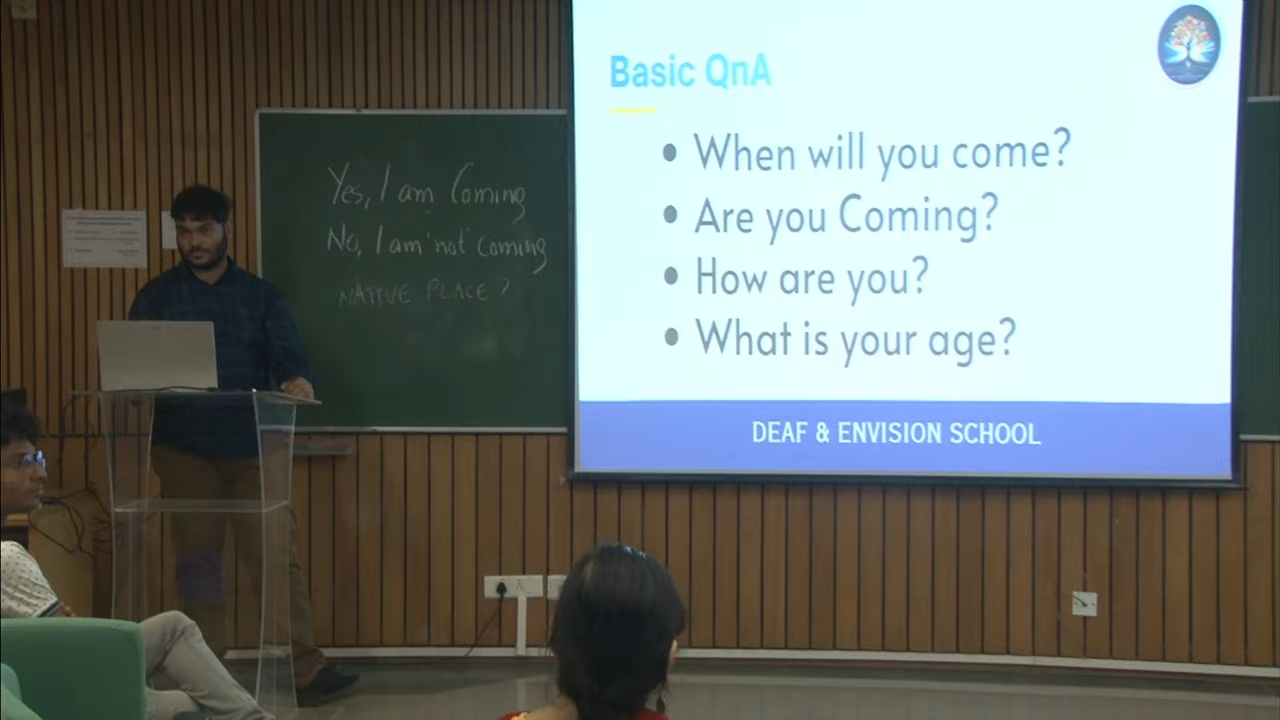 Yes, I am Coming
No, I am not coming
NATIVE PLACE?
Basic QnA
• When will you come?
• Are you Coming?
• How are you?
• What is your age?
DEAF & ENVISION SCHOOL